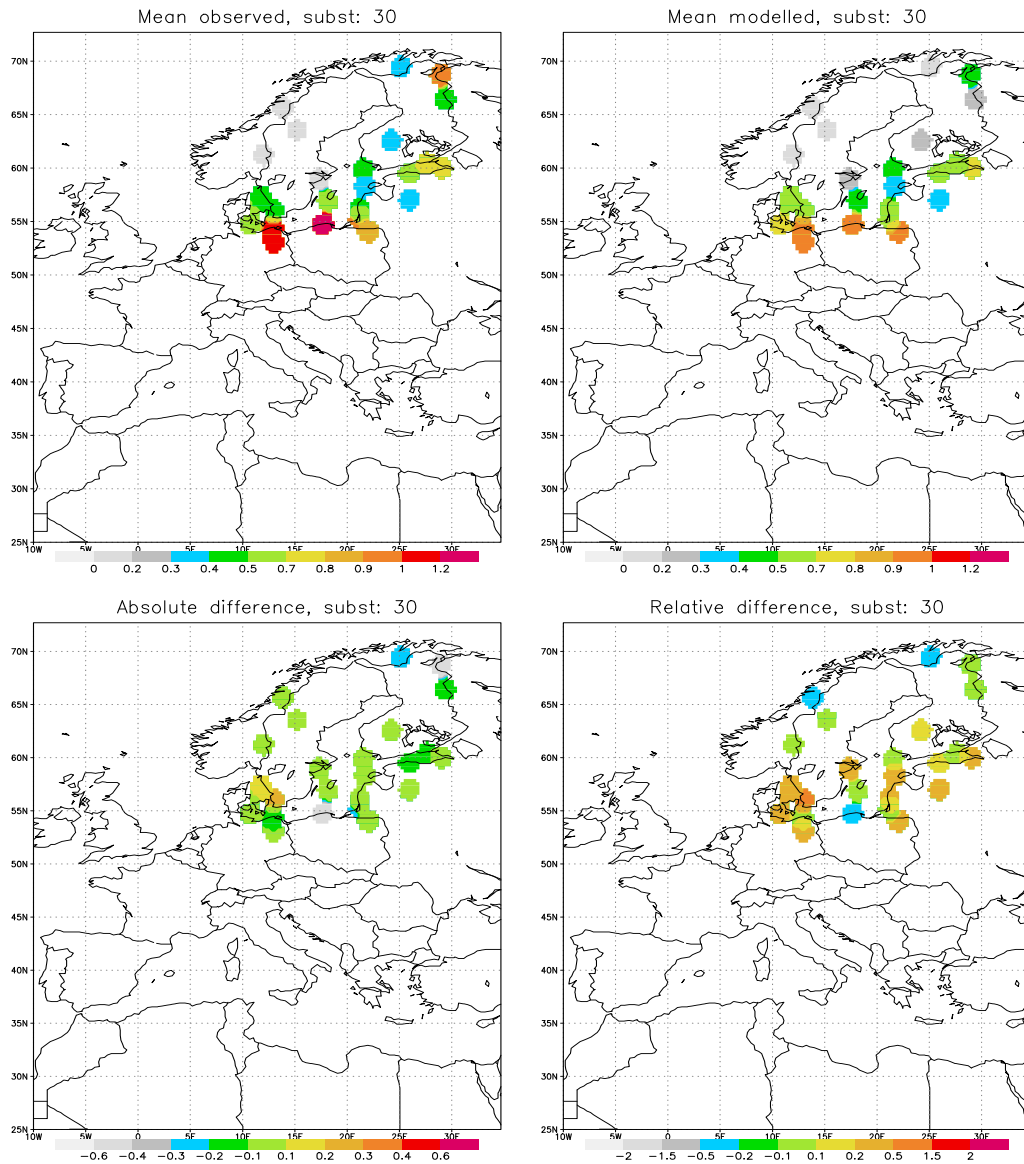 Mean observed, subst: 30
Mean modelled, subst: 30
70N 65N 60N 55N 50N 45N 40N 35N 30N 25N
10W 5W 0 5E 10E 15E 20E 25E 30E
0 0.2 0.3 0.4 0.5 0.7 0.8 0.9 1 1.2
70N 65N 60N 55N 50N 45N 40N 35N 30N 25N
10W 5W 0 5E 10E 15E 20E 25E 30E
0 0.2 0.3 0.4 0.5 0.7 0.8 0.9 1 1.2
Absolute difference, subst: 30
Relative difference, subst: 30
70N 65N 60N 55N 50N 45N 40N 35N 30N 25N
10W 5W 0 5E 10E 15E 20E 25E 30E
−0.6 −0.4 −0.3 −0.2 −0.1 0.1 0.2 0.3 0.4 0.6
70N 65N 60N 55N 50N 45N 40N 35N 30N 25N
10W 5W 0 5E 10E 15E 20E 25E 30E
−2 −1.5 −0.5 −0.2 −0.1 0.1 0.2 0.5 1.5 2